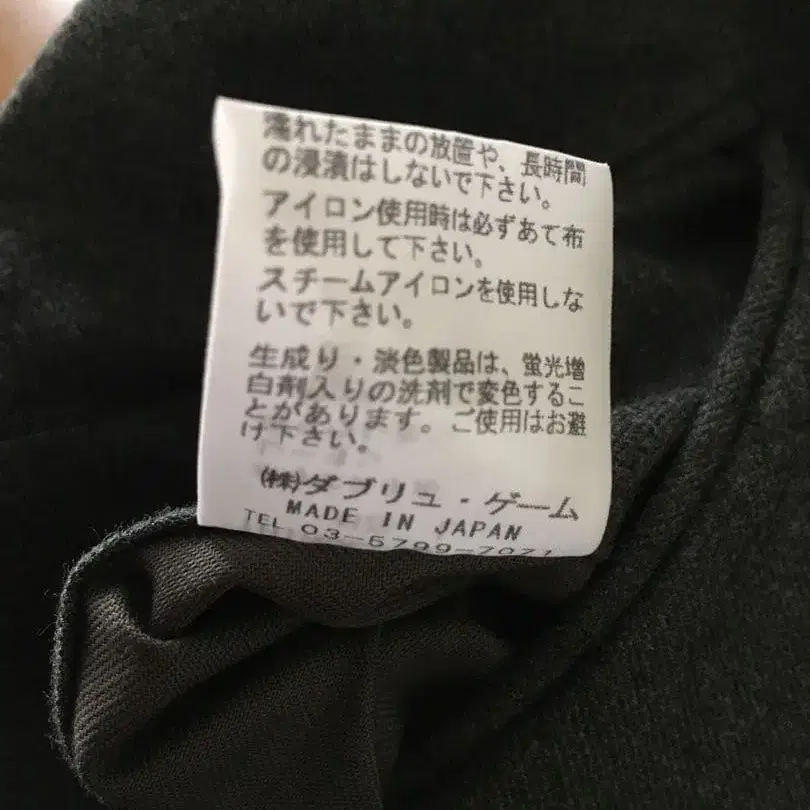 濡れたままの放置や、長時間
の浸漬はしないで下さい。
アイロン使用時は必ずあて布
を使用して下さい。
スチームアイロンを使用しな
いで下さい。
生成り・淡色製品は、蛍光増
白剤入りの洗剤で変色するこ
とがあります。ご使用はお避
け下さい。
(株)ダブリュ・ゲーム
MADE IN JAPAN
TEL 03-5799-7071